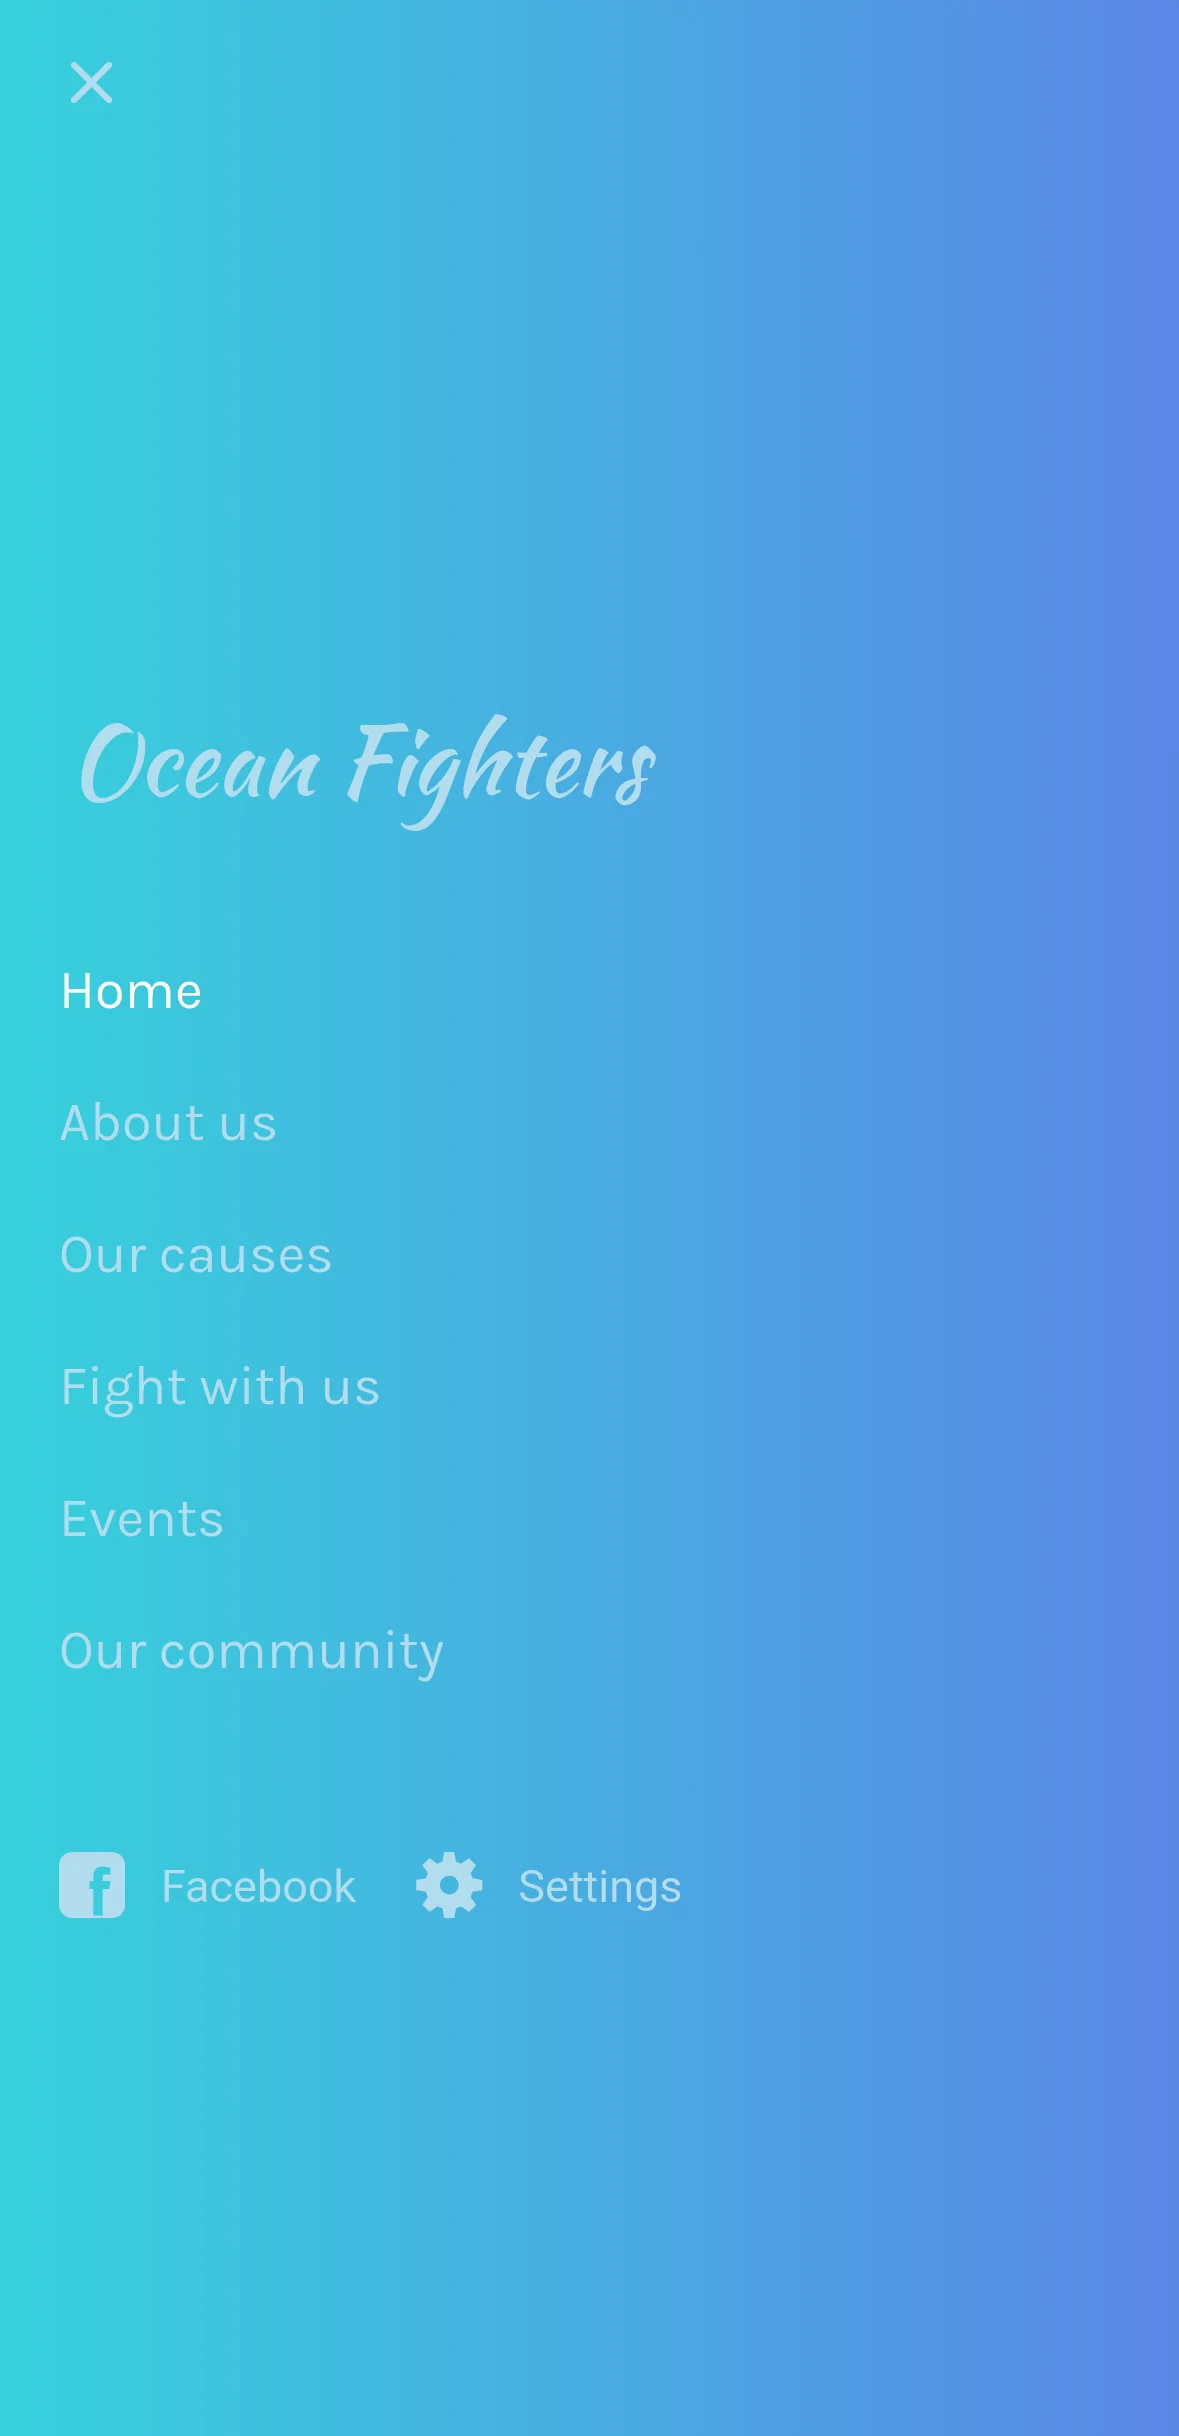 Ocean Fighters
Home
About us
Our causes
Fight with us
Events
Our community
Facebook
Settings